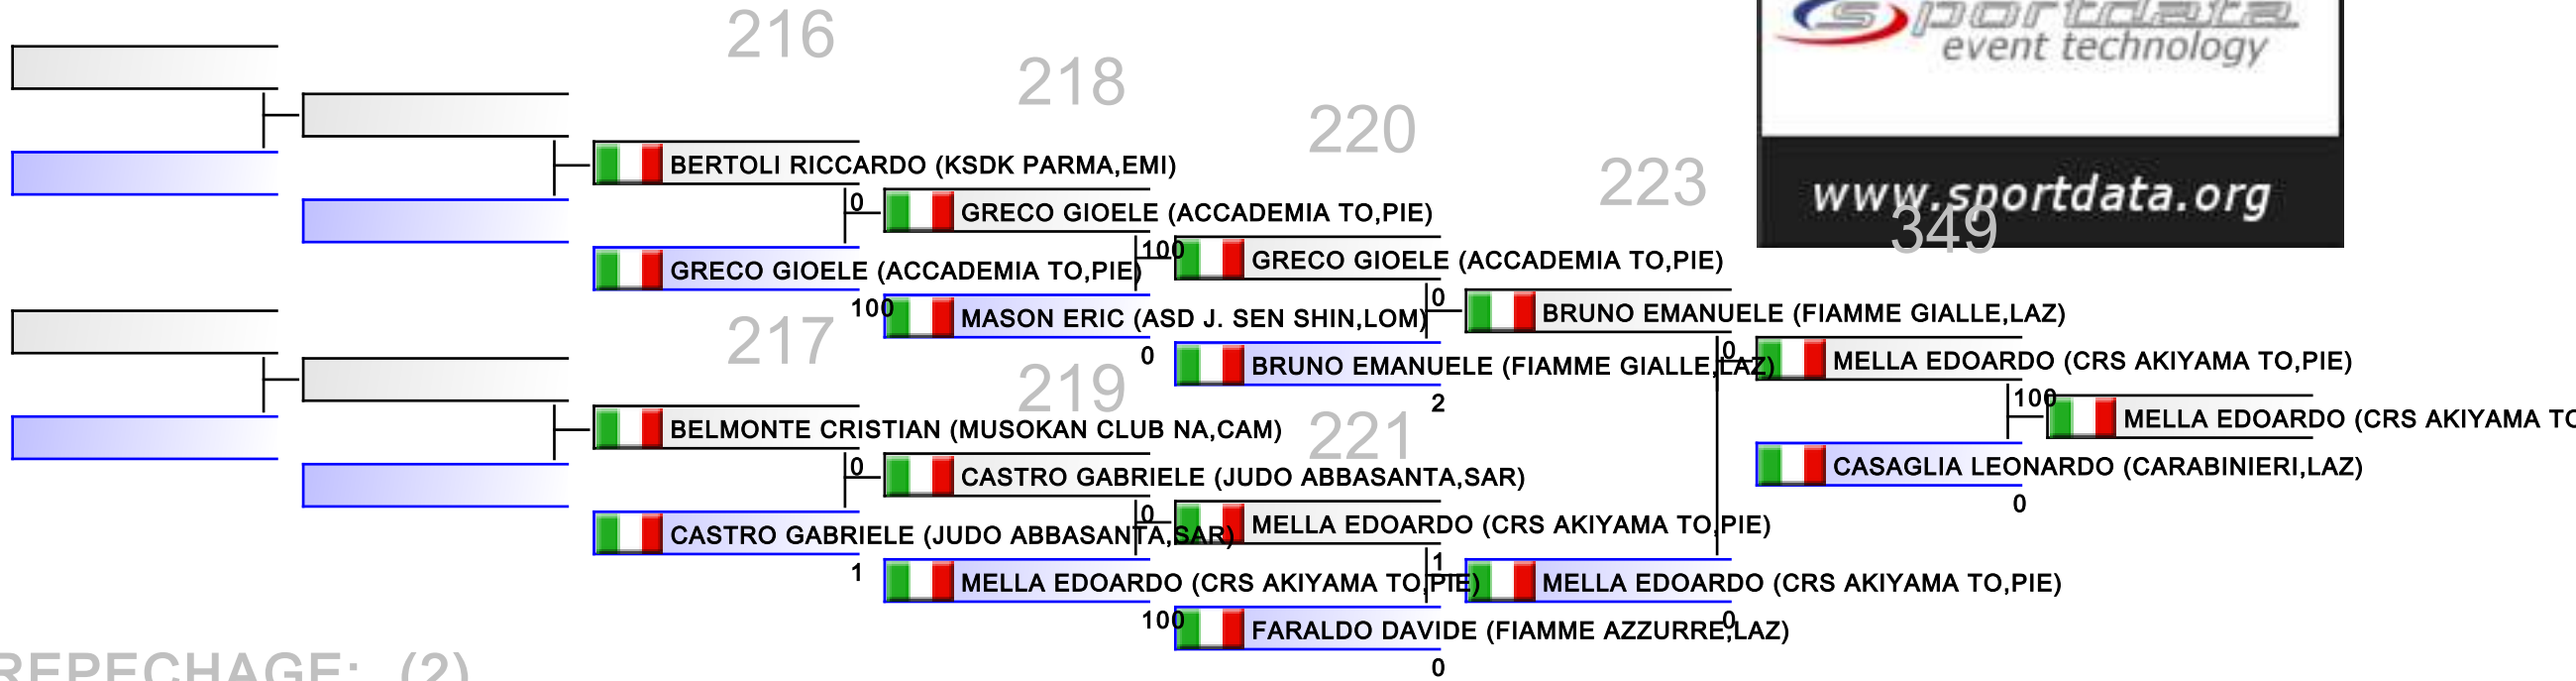 sportdata
event technology
www.sportdata.org
216
218
220
223
349
BERTOLI RICCARDO (KSDK PARMA,EMI)
0
GRECO GIOELE (ACCADEMIA TO,PIE)
100
GRECO GIOELE (ACCADEMIA TO,PIE)
GRECO GIOELE (ACCADEMIA TO,PIE)
0
100
MASON ERIC (ASD J. SEN SHIN,LOM)
BRUNO EMANUELE (FIAMME GIALLE,LAZ)
0
0
MELLA EDOARDO (CRS AKIYAMA TO,PIE)
BRUNO EMANUELE (FIAMME GIALLE,LAZ)
2
217
219
221
100
MELLA EDOARDO (CRS AKIYAMA TO
BELMONTE CRISTIAN (MUSOKAN CLUB NA,CAM)
0
CASTRO GABRIELE (JUDO ABBASANTA,SAR)
CASAGLIA LEONARDO (CARABINIERI,LAZ)
0
0
MELLA EDOARDO (CRS AKIYAMA TO,PIE)
CASTRO GABRIELE (JUDO ABBASANTA,SAR)
1
1
MELLA EDOARDO (CRS AKIYAMA TO,PIE)
MELLA EDOARDO (CRS AKIYAMA TO,PIE)
100
0
FARALDO DAVIDE (FIAMME AZZURRE,LAZ)
0
REPECHAGE: (2)